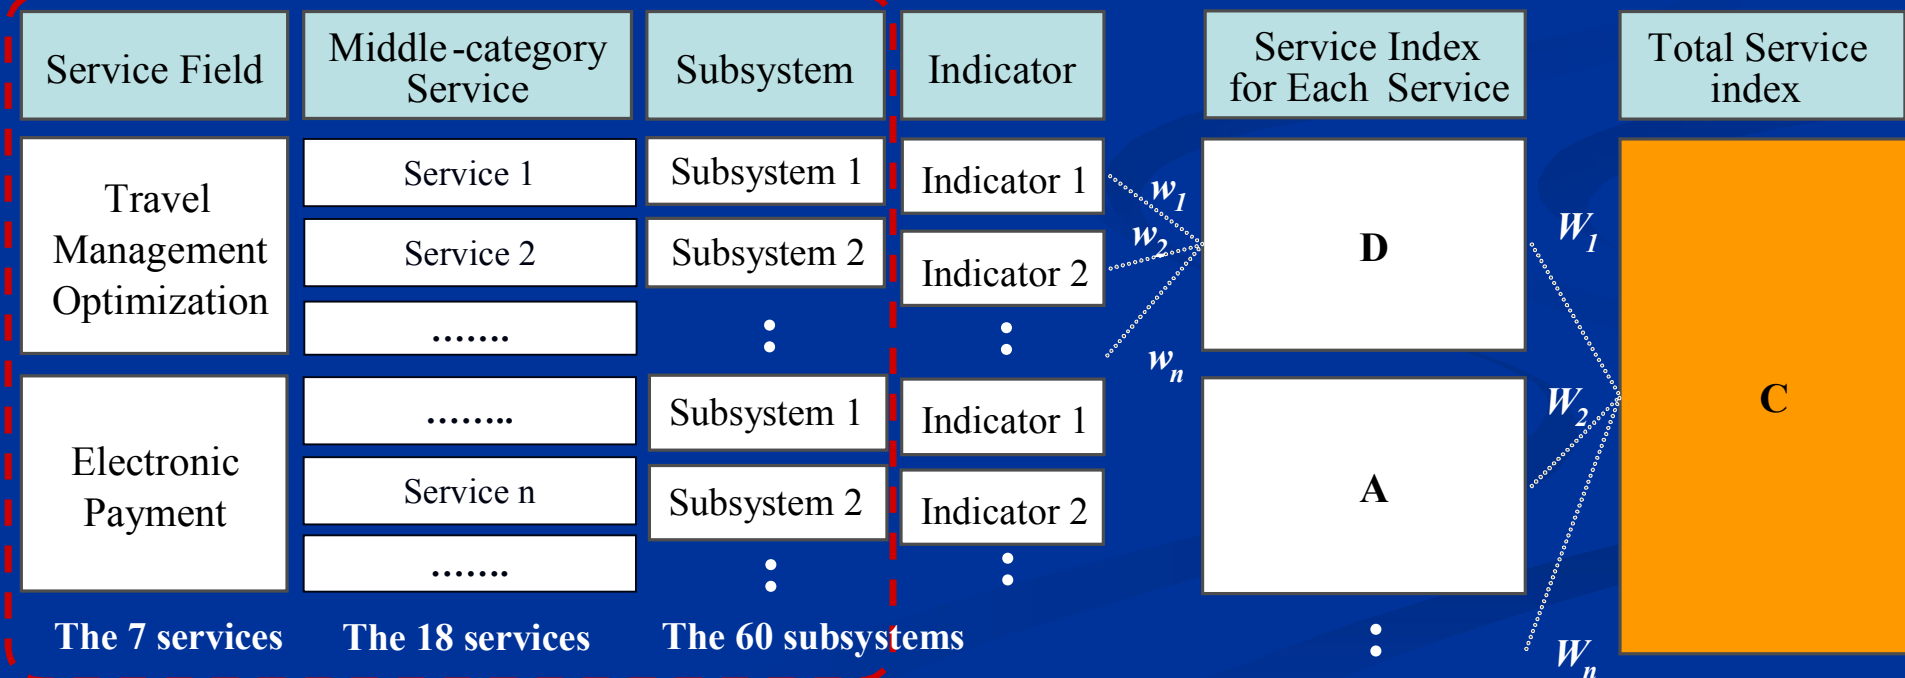 Service Field
Middle-category
Service
Subsystem
Indicator
Service Index
for Each Service
Total Service
index
Travel
Management
Optimization
Service 1
Service 2
.......
Subsystem 1
Subsystem 2
Indicator 1
Indicator 2
w1
w2
wn
D
W1
W2
Wn
C
Electronic
Payment
........
Service n
.......
Subsystem 1
Subsystem 2
Indicator 1
Indicator 2
A
The 7 services
The 18 services
The 60 subsystems